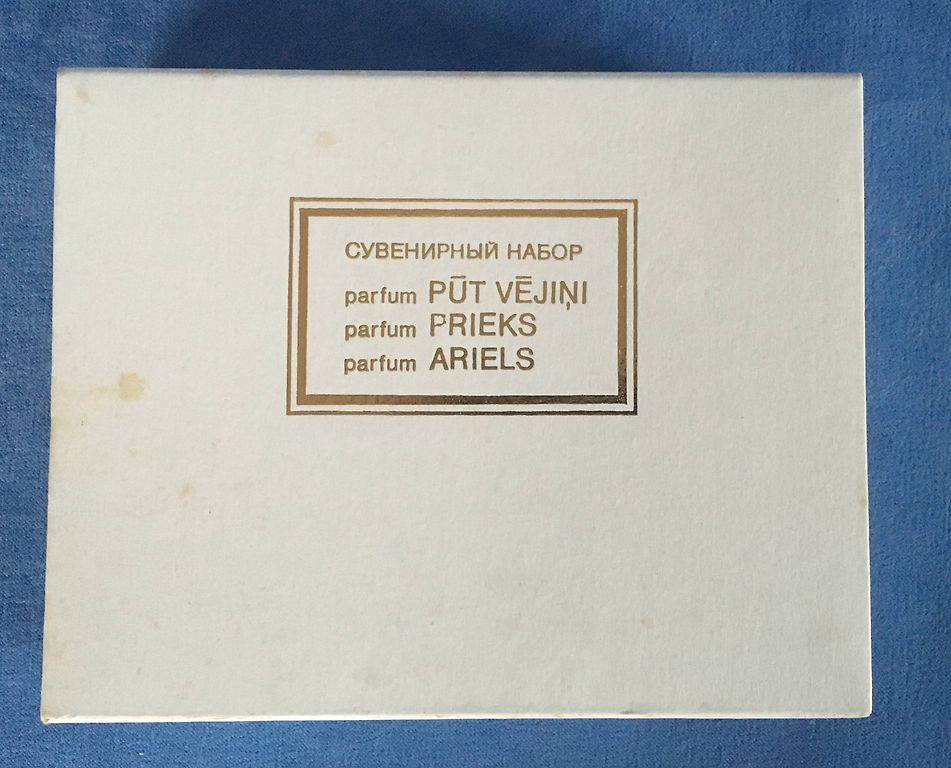 СУВЕНИРНЫЙ НАБОР
parfum PŪT VĒJIŅI
parfum PRIEKS
parfum ARIELS